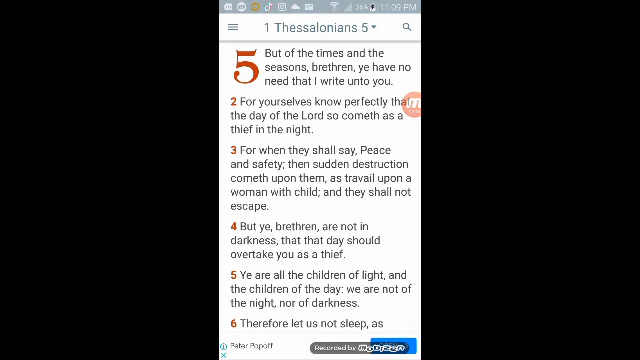 36% 11:09 PM
1 Thessalonians 5
5 But of the times and the
seasons, brethren, ye have no
need that I write unto you.
2 For yourselves know perfectly that
the day of the Lord so cometh as a
thief in the night.
3 For when they shall say, Peace
and safety; then sudden destruction
cometh upon them, as travail upon a
woman with child; and they shall not
escape.
4 But ye, brethren, are not in
darkness, that that day should
overtake you as a thief.
5 Ye are all the children of light, and
the children of the day: we are not of
the night, nor of darkness.
6 Therefore let us not sleep, as
Peter Popoff
Recorded by